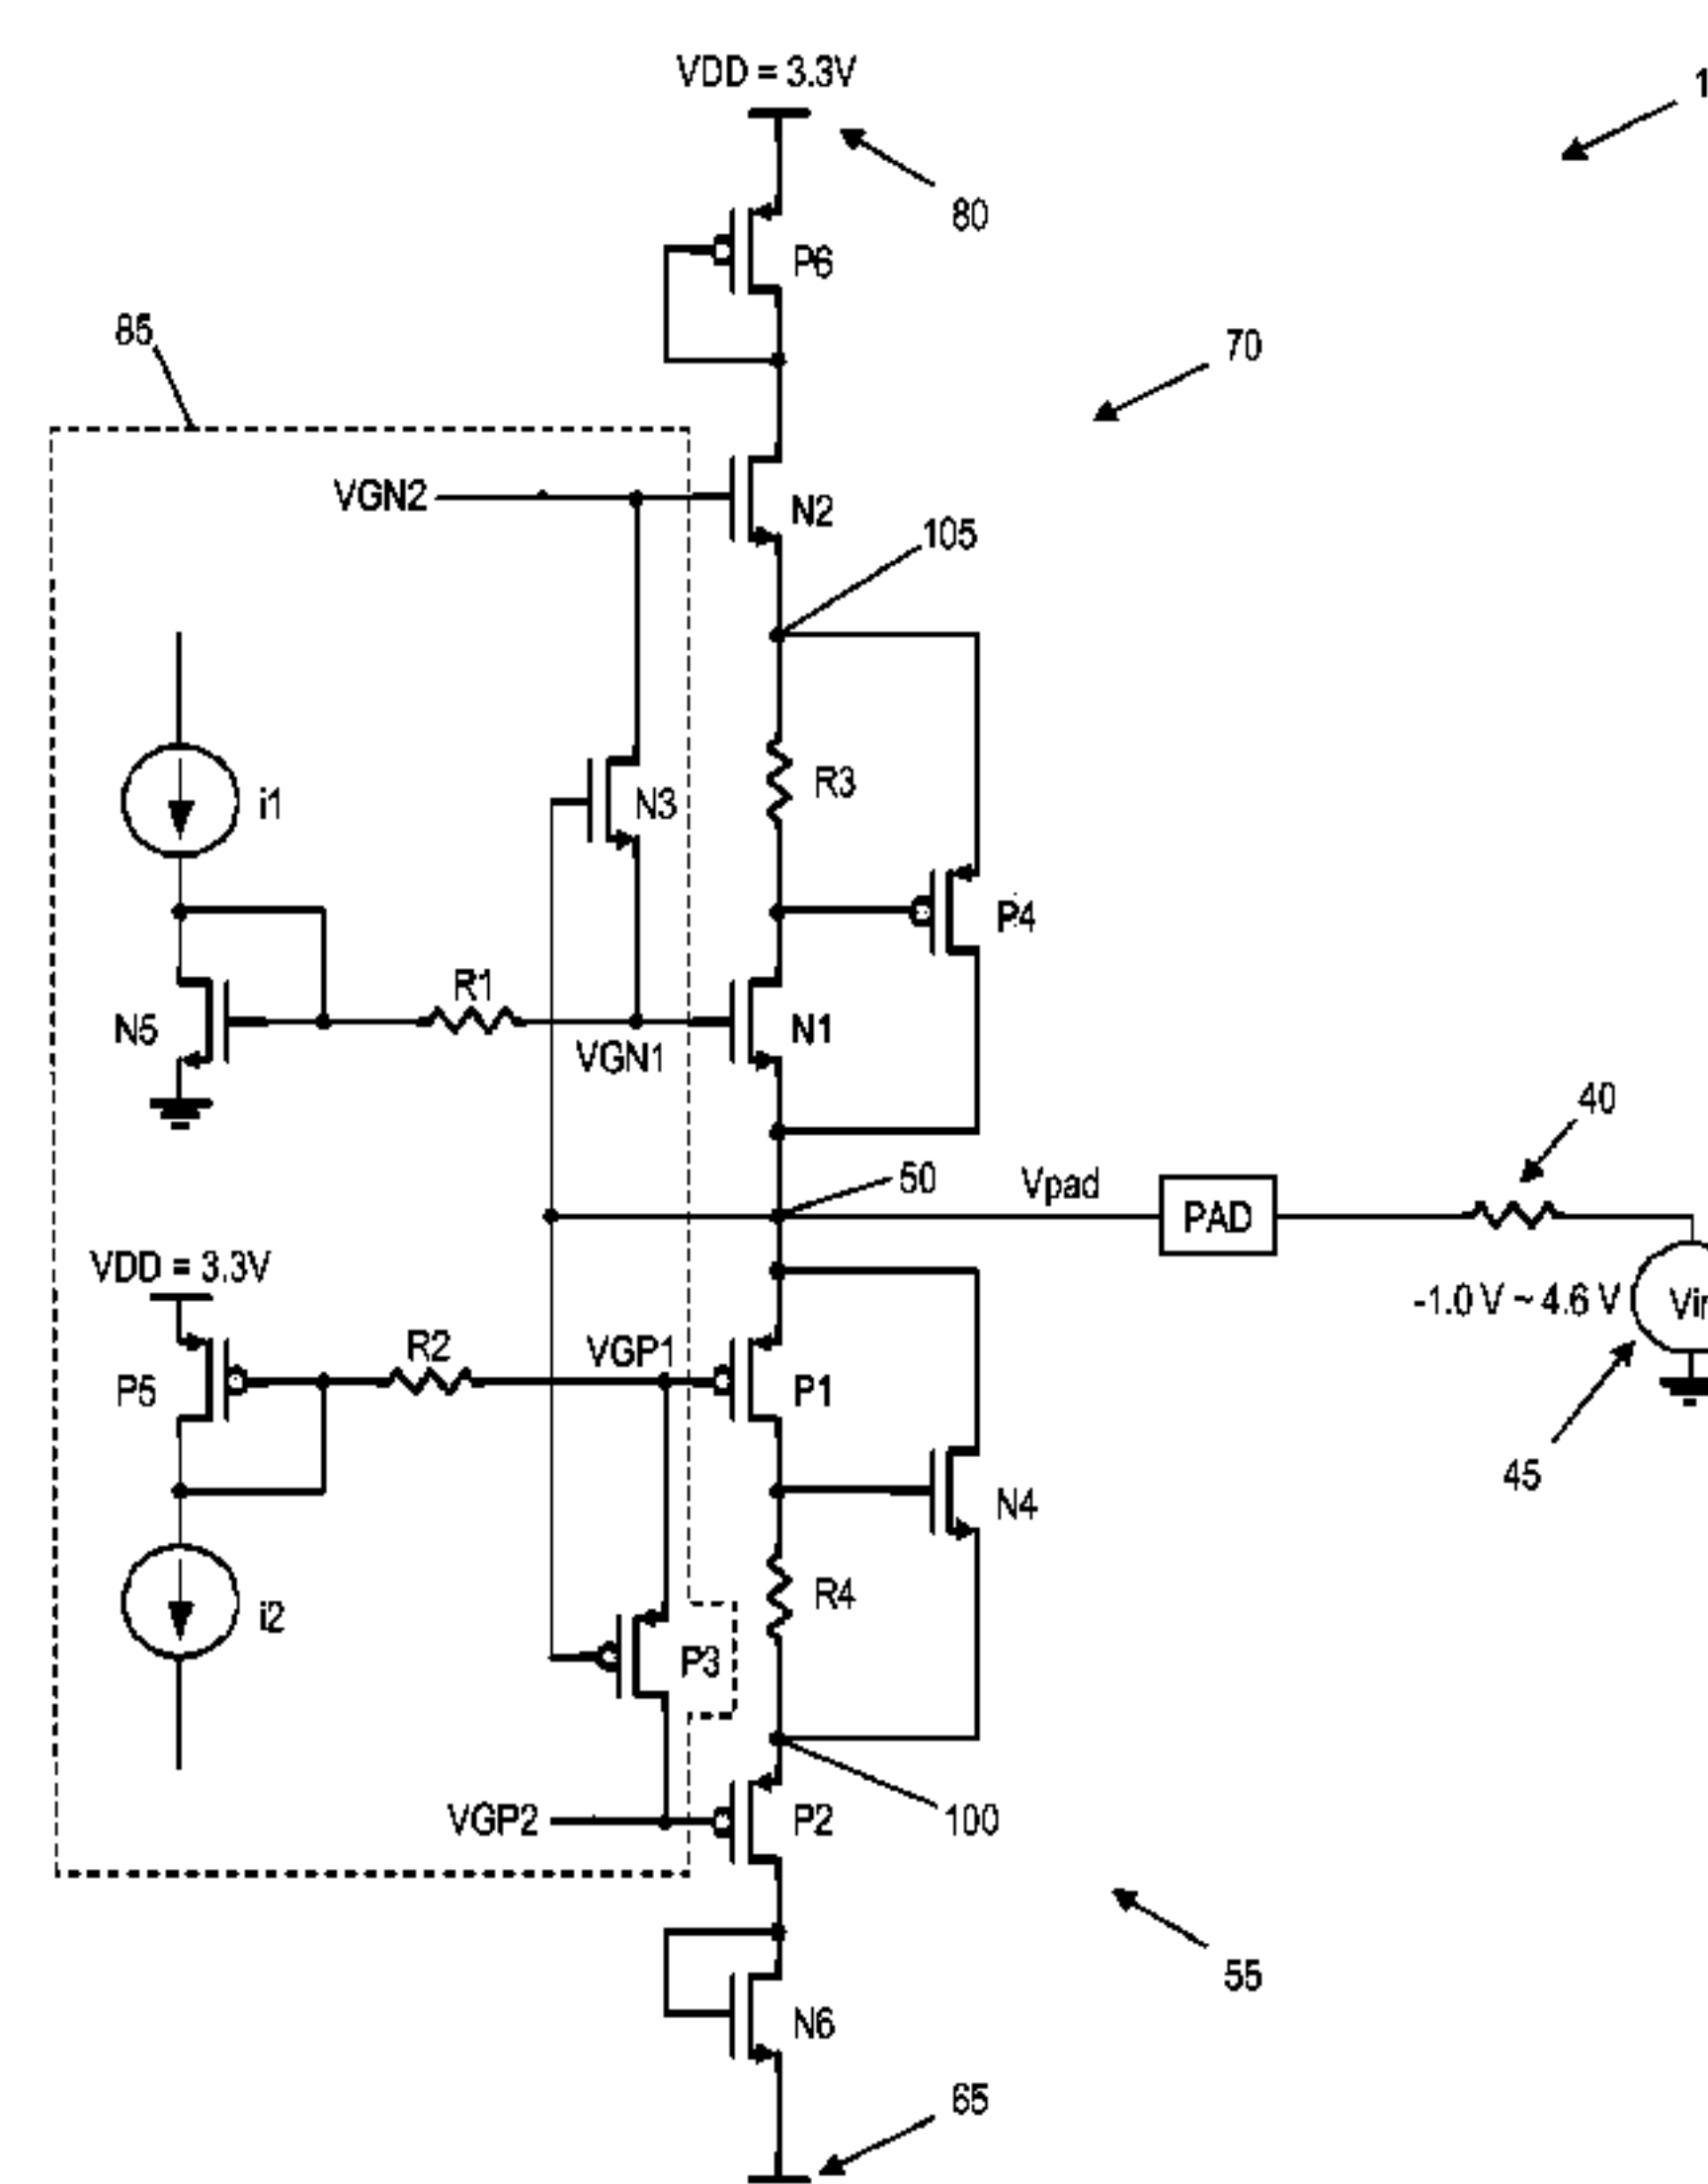 VDD = 3.3V
1
80
P6
70
85
VGN2
N2
105
N3
R3
i1
P4
R1
N5
N1
VGN1
40
50
Vpad
PAD
VDD = 3.3V
-1.0 V ~ 4.6 V
R2
VGP1
P5
P1
45
N4
R4
i2
P3
VGP2
P2
100
55
N6
65